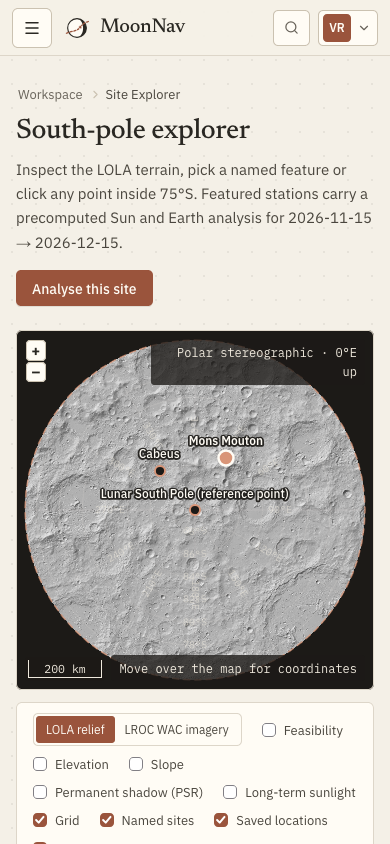 MoonNav
VR
Workspace > Site Explorer
South-pole explorer
Inspect the LOLA terrain, pick a named feature or
click any point inside 75°S. Featured stations carry a
precomputed Sun and Earth analysis for 2026-11-15
→ 2026-12-15.
Analyse this site
+
−
Polar stereographic · 0°E
up
Mons Mouton
Cabeus
Lunar South Pole (reference point)
200 km
Move over the map for coordinates
LOLA relief LROC WAC imagery Feasibility
Elevation Slope
Permanent shadow (PSR) Long-term sunlight
Grid Named sites Saved locations